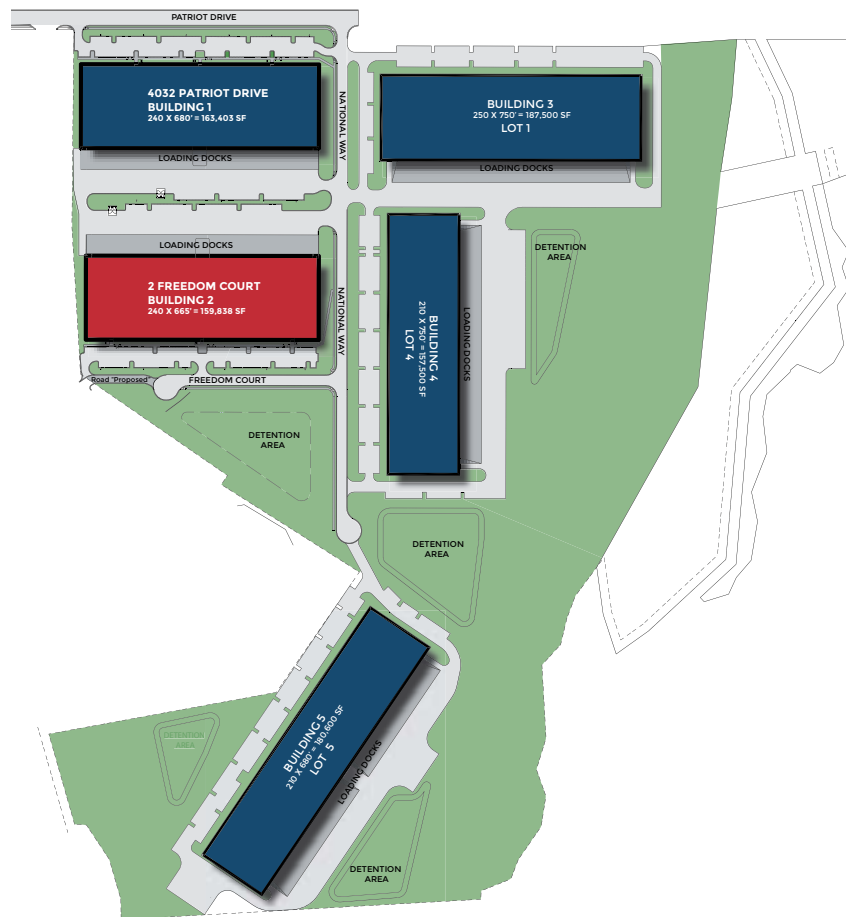 PATRIOT DRIVE
4032 PATRIOT DRIVE
BUILDING 1
240 X 680' = 163,403 SF
LOADING DOCKS
NATIONAL WAY
BUILDING 3
250 X 750' = 187,500 SF
LOT 1
LOADING DOCKS
LOADING DOCKS
2 FREEDOM COURT
BUILDING 2
240 X 665' = 159,838 SF
NATIONAL WAY
BUILDING 4
210 X 750' = 157,500 SF
LOT 4
LOADING DOCKS
DETENTION
AREA
Road "Proposed"
FREEDOM COURT
DETENTION
AREA
DETENTION
AREA
BUILDING 5
210 X 680' = 180,600 SF
LOT 5
LOADING DOCKS
DETENTION
AREA
DETENTION
AREA